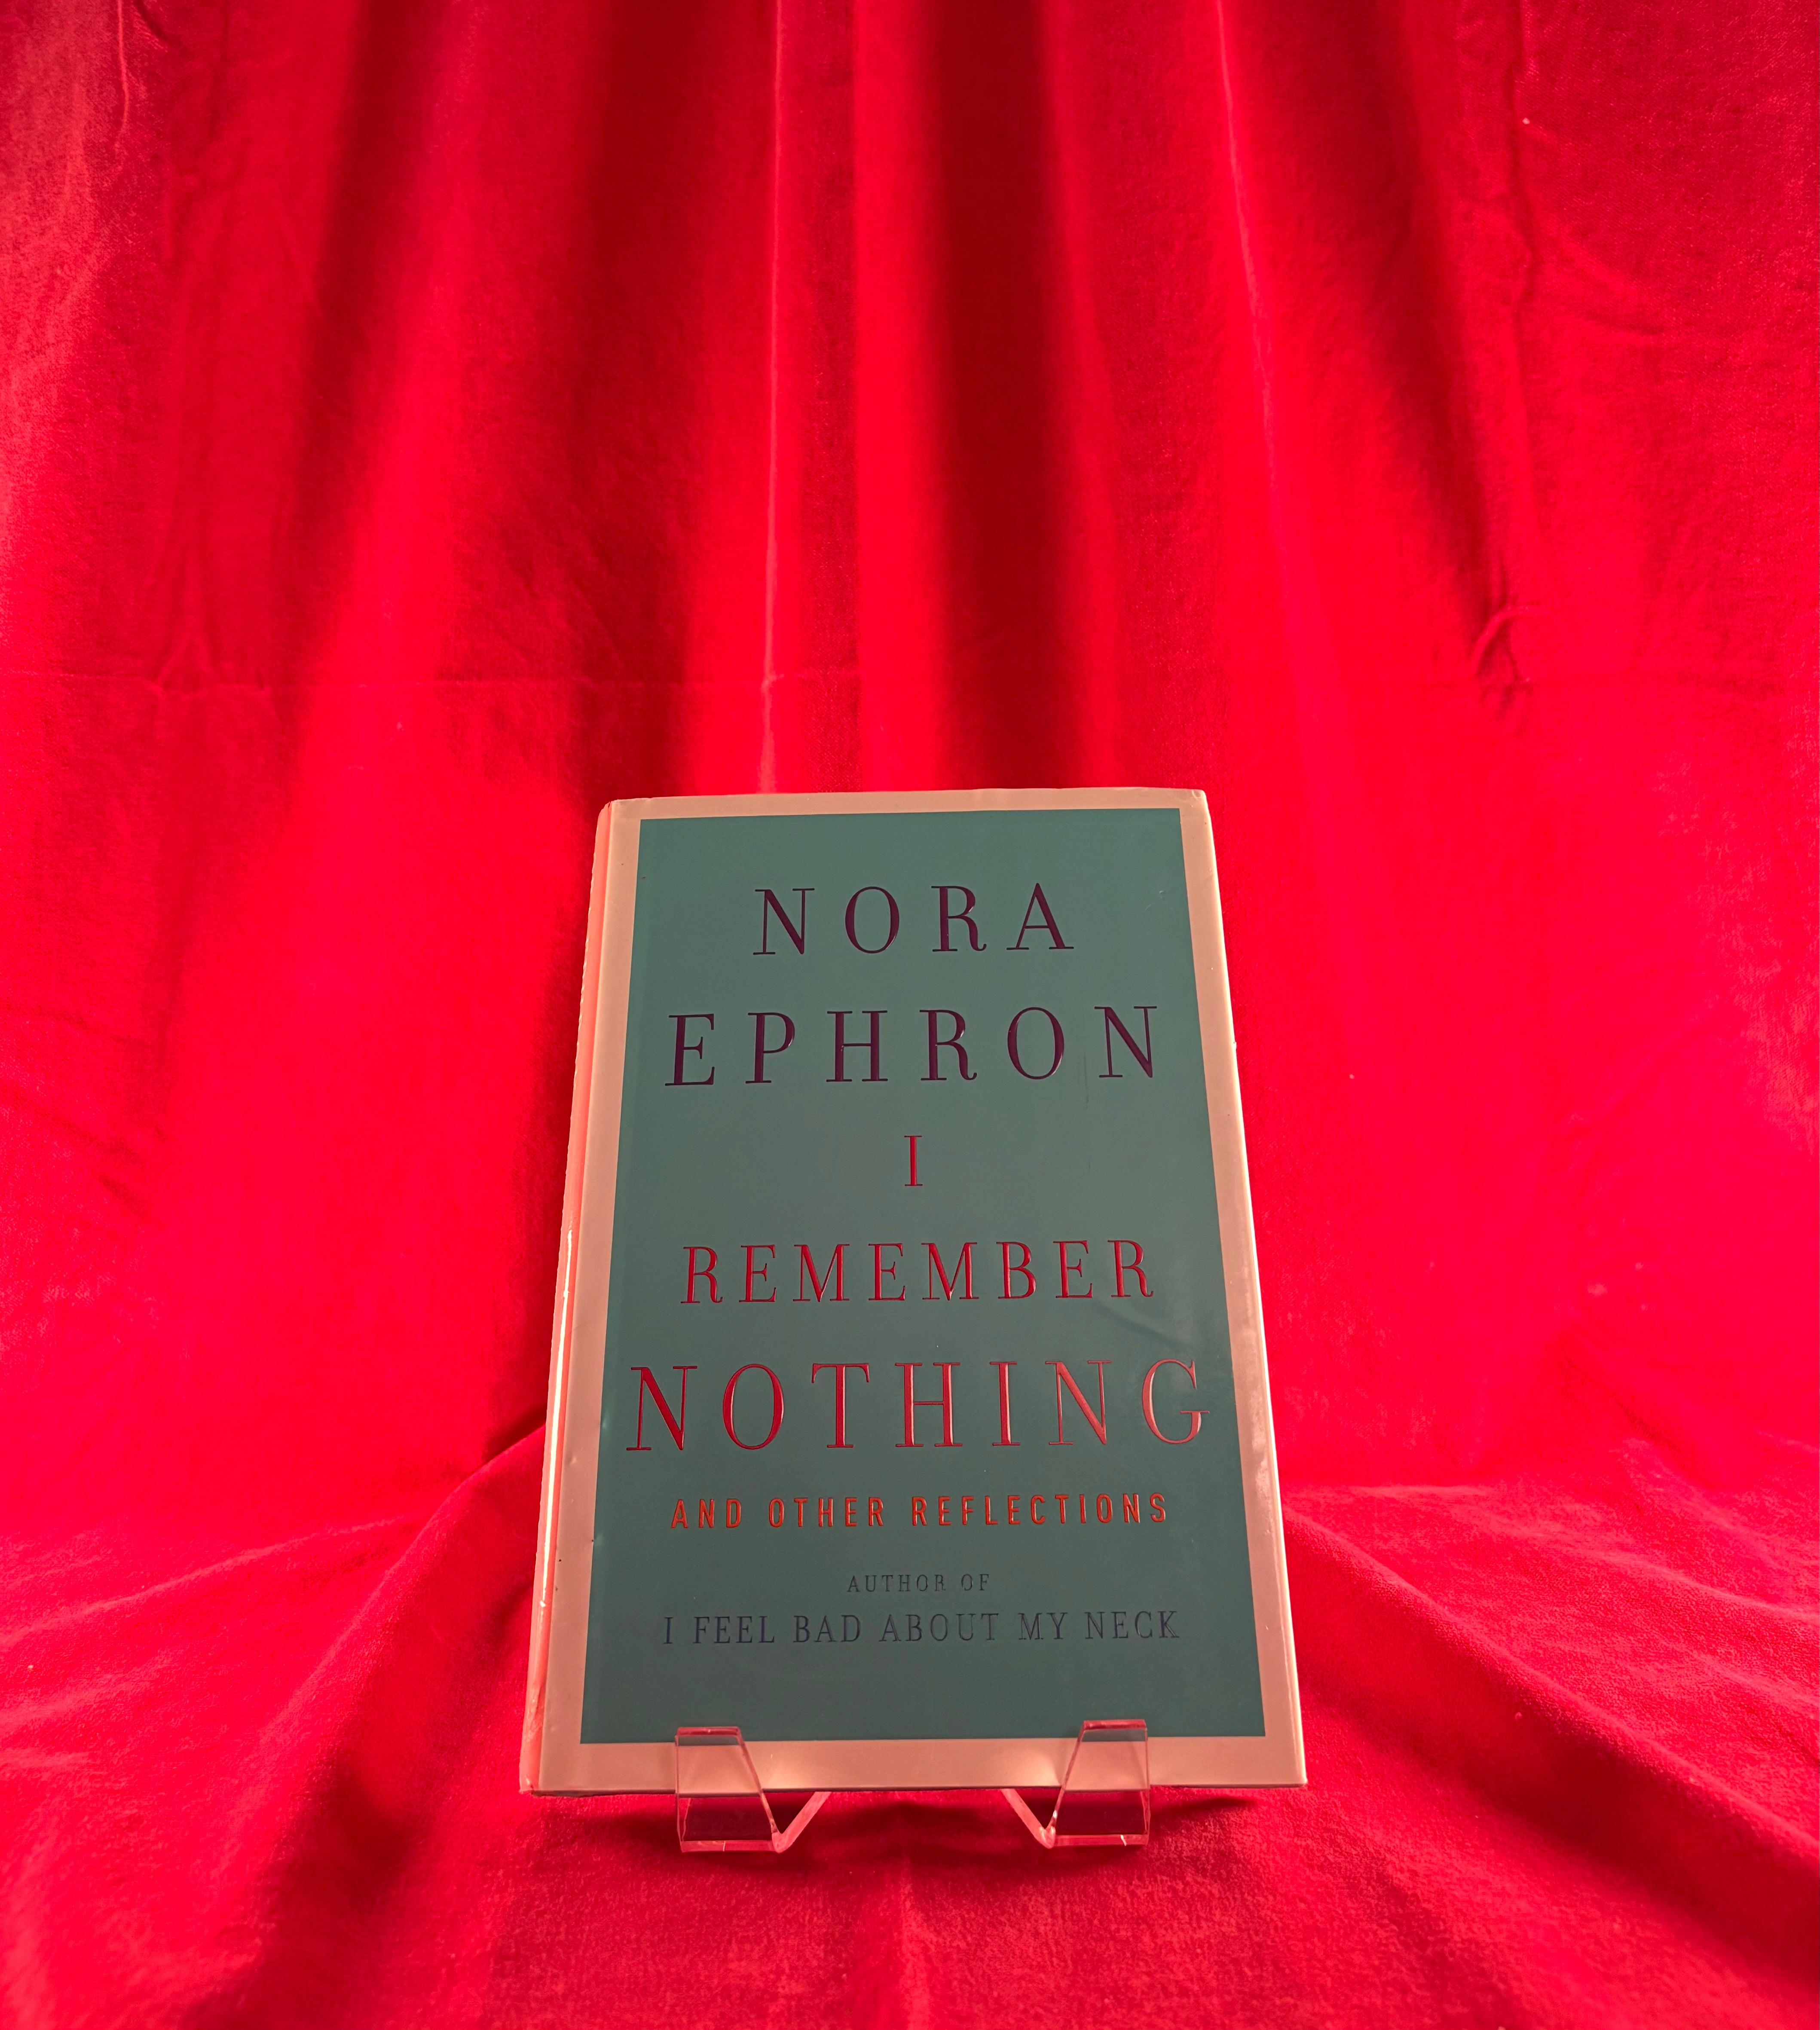 NORA
EPHRON
I
REMEMBER
NOTHING
AND OTHER REFLECTIONS
AUTHOR OF
I FEEL BAD ABOUT MY NECK